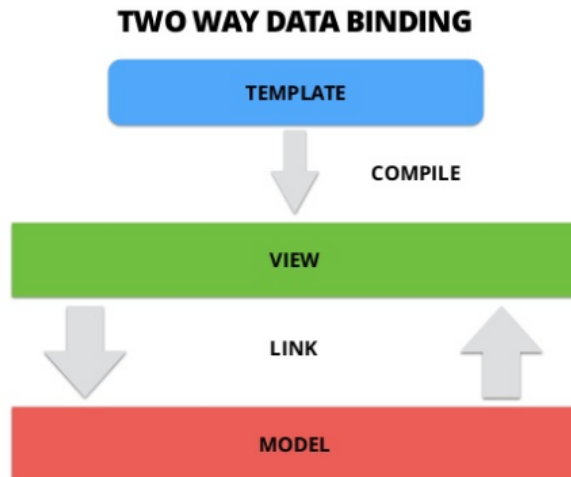 TWO WAY DATA BINDING
TEMPLATE
COMPILE
VIEW
LINK
MODEL